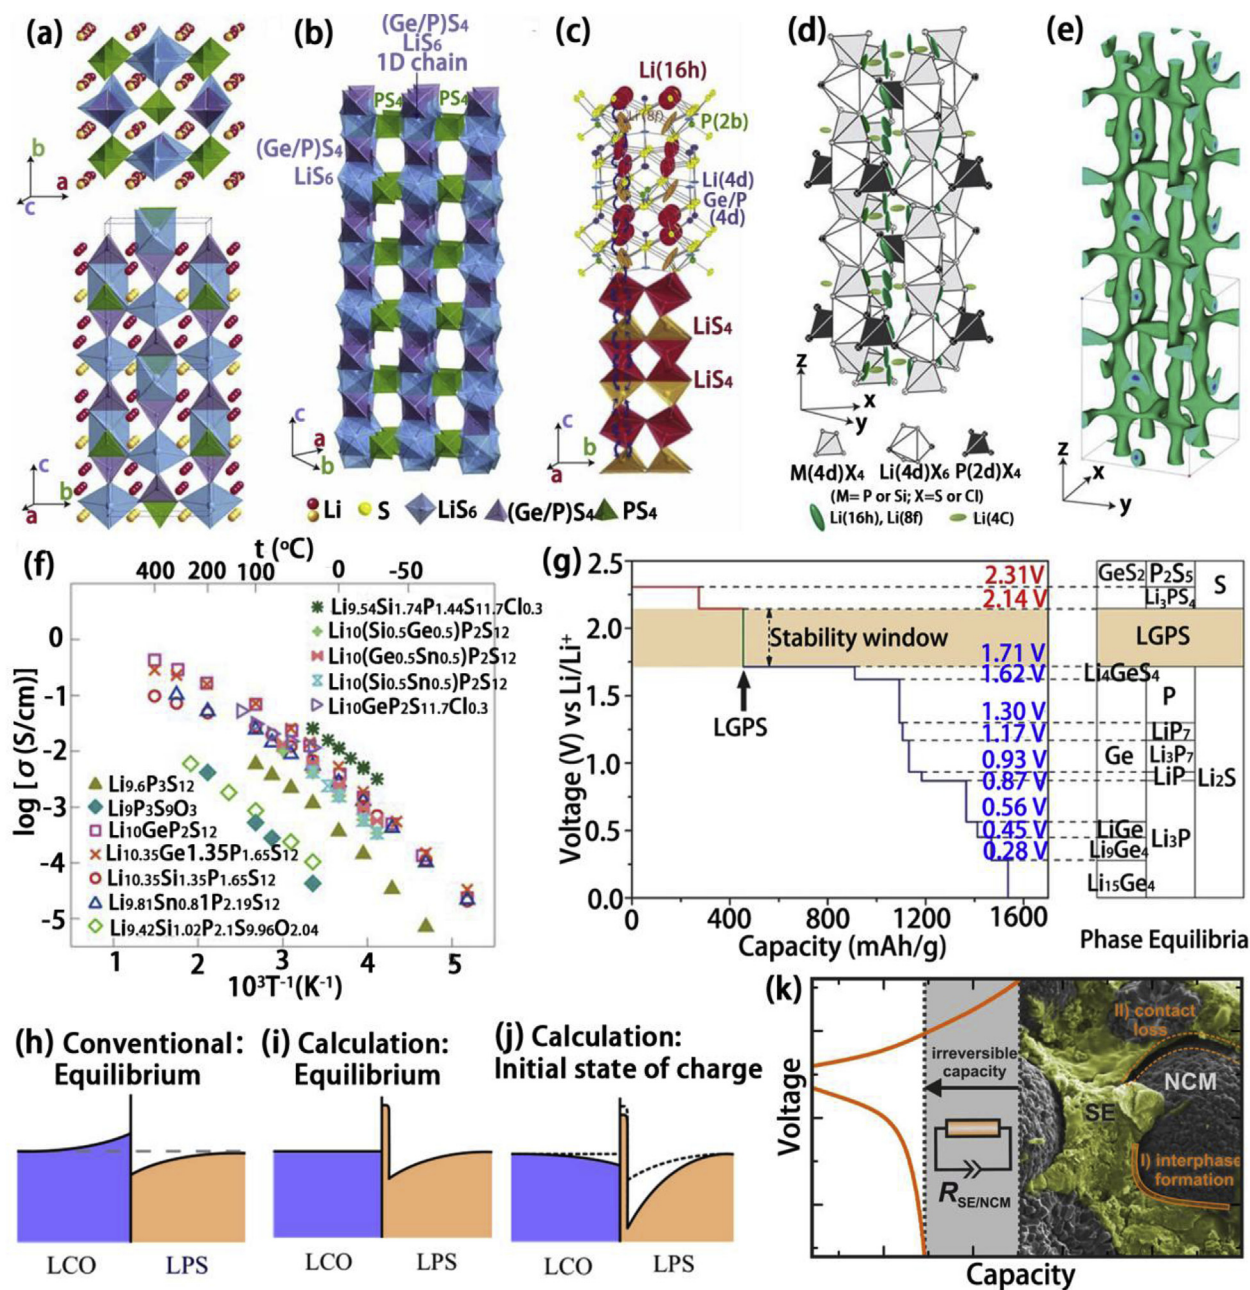 (a)
b
a
c
c
b
a
Li
S
LiS6
(Ge/P)S4
PS4
(b)
(Ge/P)S4
LiS6
1D chain
PS4
PS4
(Ge/P)S4
LiS6
c
a
b
(c)
Li(16h)
Li(8f)
P(2b)
Li(4d)
Ge/P
(4d)
LiS4
LiS4
c
b
a
(d)
z
x
y
M(4d)X4
Li(4d)X6
P(2d)X4
(M= P or Si; X=S or Cl)
Li(16h), Li(8f)
Li(4C)
(e)
z
x
y
(f)
t (ºC)
400
200
100
0
-50
log [ σ (S/cm)]
0
-1
-2
-3
-4
-5
Li9.54Si1.74P1.44S11.7Cl0.3
Li10(Si0.5Ge0.5)P2S12
Li10(Ge0.5Sn0.5)P2S12
Li10(Si0.5Sn0.5)P2S12
Li10GeP2S11.7Cl0.3
Li9.6P3S12
Li9P3S9O3
Li10GeP2S12
Li10.35Ge1.35P1.65S12
Li10.35Si1.35P1.65S12
Li9.81Sn0.81P2.19S12
Li9.42Si1.02P2.1S9.96O2.04
1
2
3
4
5
10³T⁻¹(K⁻¹)
(g)
Voltage (V) vs Li/Li⁺
2.5
2.0
1.5
1.0
0.5
0.0
2.31V
2.14V
Stability window
1.71 V
1.62V
LGPS
1.30 V
1.17 V
0.93 V
0.87 V
0.56 V
0.45 V
0.28 V
0
400
800
1200
1600
Capacity (mAh/g)
GeS2
P2S5
S
Li3PS4
LGPS
Li4GeS4
P
LiP7
Ge
Li3P7
LiP
Li2S
LiGe
Li3P
Li9Ge4
Li15Ge4
Phase Equilibria
(h) Conventional:
Equilibrium
LCO
LPS
(i) Calculation:
Equilibrium
LCO
LPS
(j) Calculation:
Initial state of charge
LCO
LPS
(k)
Voltage
irreversible
capacity
RSE/NCM
II) contact
loss
NCM
SE
I) interphase
formation
Capacity